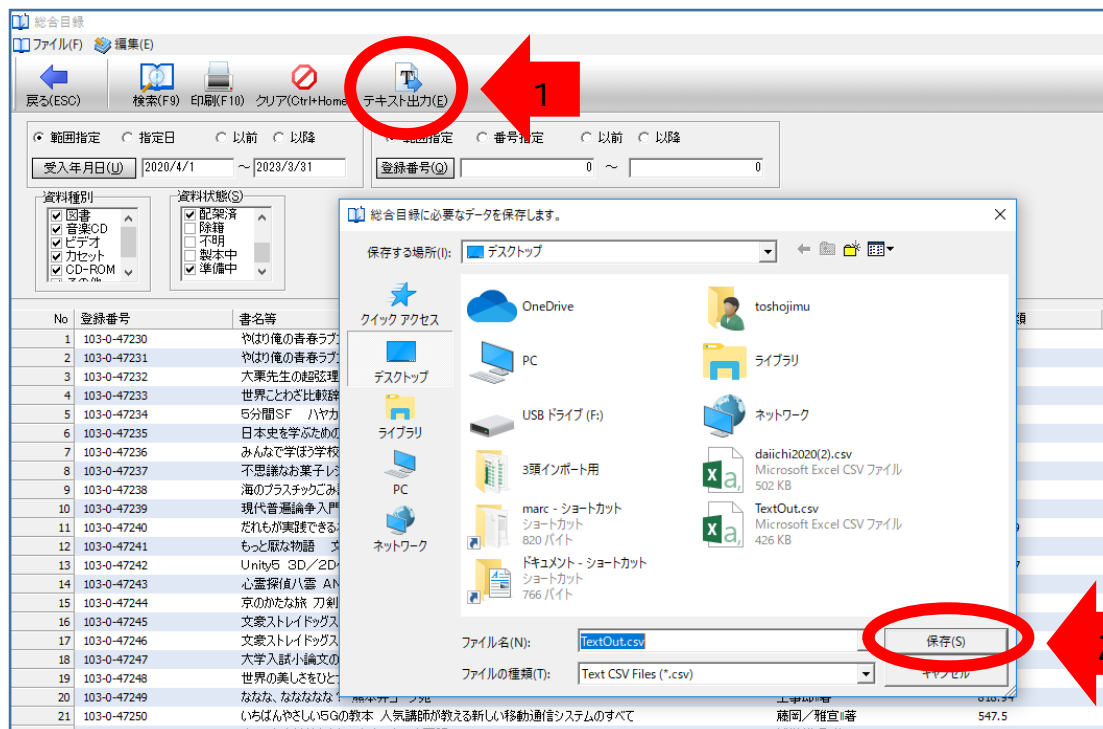 総合目録
ファイル(F) 編集(E)
戻る(ESC) 検索(F9) 印刷(F10) クリア(Ctrl+Home テキスト出力(E)
1
範囲指定 指定日 以前 以降 範囲指定 番号指定 以前 以降
受入年月日(U) 2020/4/1 ～ 2023/3/31 登録番号(Q) 0 ～ 0
資料種別 資料状態(S)
図書 配架済
音楽CD 除籍
ビデオ 不明
カセット 製本中
CD-ROM 準備中
総合目録に必要なデータを保存します。
保存する場所(I): デスクトップ
クイック アクセス
デスクトップ
ライブラリ
PC
ネットワーク
OneDrive toshojimu
PC ライブラリ
USB ドライブ (F:) ネットワーク
3頭インポート用 daiichi2020(2).csv
Microsoft Excel CSV ファイル
502 KB
marc - ショートカット TextOut.csv
ショートカット Microsoft Excel CSV ファイル
820 バイト 426 KB
ドキュメント - ショートカット
ショートカット
766 バイト
ファイル名(N): TextOut.csv 保存(S)
ファイルの種類(T): Text CSV Files (*.csv) キャンセル
2
No 登録番号 書名等 類
1 103-0-47230 やはり俺の青春ラブ
2 103-0-47231 やはり俺の青春ラブ
3 103-0-47232 大栗先生の超弦理
4 103-0-47233 世界ことわざ比較辞
5 103-0-47234 5分間SF ハヤカ
6 103-0-47235 日本史を学ぶための
7 103-0-47236 みんなで学ぼう学校
8 103-0-47237 不思議なお菓子レシ
9 103-0-47238 海のプラスチックごみ
10 103-0-47239 現代普遍論争入門
11 103-0-47240 だれもが実践できる
12 103-0-47241 もっと厭な物語 文
13 103-0-47242 Unity5 3D／2D
14 103-0-47243 心霊探偵八雲 AN
15 103-0-47244 京のかたな旅 刀剣
16 103-0-47245 文豪ストレイドッグス
17 103-0-47246 文豪ストレイドッグス
18 103-0-47247 大学入試小論文の
19 103-0-47248 世界の美しさをひと
20 103-0-47249 ななな、なななな？
21 103-0-47250 いちばんやさしい5Gの教本 人気講師が教える新しい移動通信システムのすべて 藤岡／雅宣∥著 547.5